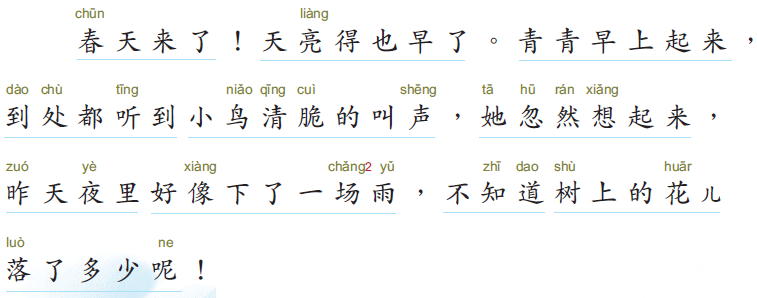 chūn liàng
春天来了！天亮得也早了。青青早上起来，
dào chù tīng niǎo qīng cuì shēng tā hū rán xiǎng
到处都听到小鸟清脆的叫声，她忽然想起来，
zuó yè xiàng chǎng2 yǔ zhī dao shù huār
昨天夜里好像下了一场雨，不知道树上的花儿
luò ne
落了多少呢！